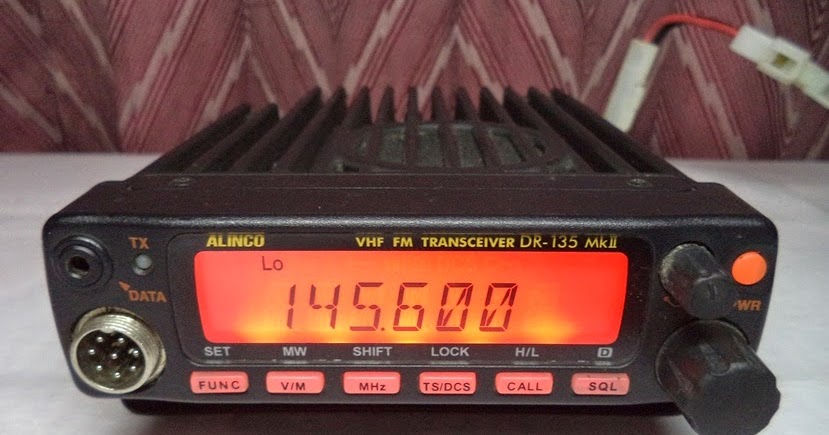 TX
ALINCO VHF FM TRANSCEIVER DR-135 MkII
Lo
145.600
DATA
PWR
SET MW SHIFT LOCK H/L D
FUNC V/M MHz TS/DCS CALL SQL